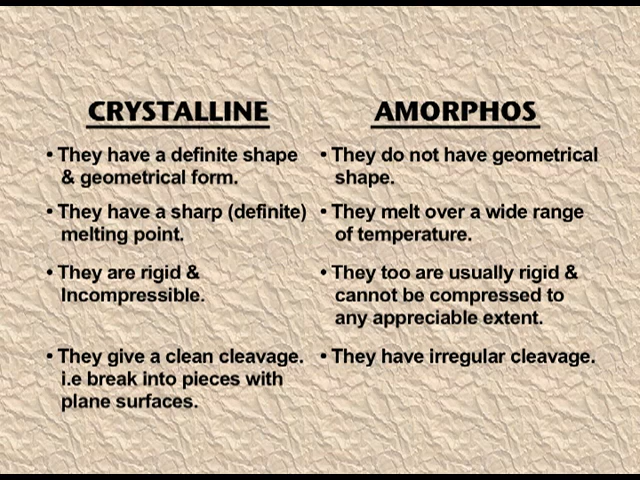 CRYSTALLINE
• They have a definite shape
& geometrical form.
• They have a sharp (definite)
melting point.
• They are rigid &
Incompressible.
• They give a clean cleavage.
i.e break into pieces with
plane surfaces.
AMORPHOS
• They do not have geometrical
shape.
• They melt over a wide range
of temperature.
• They too are usually rigid &
cannot be compressed to
any appreciable extent.
• They have irregular cleavage.